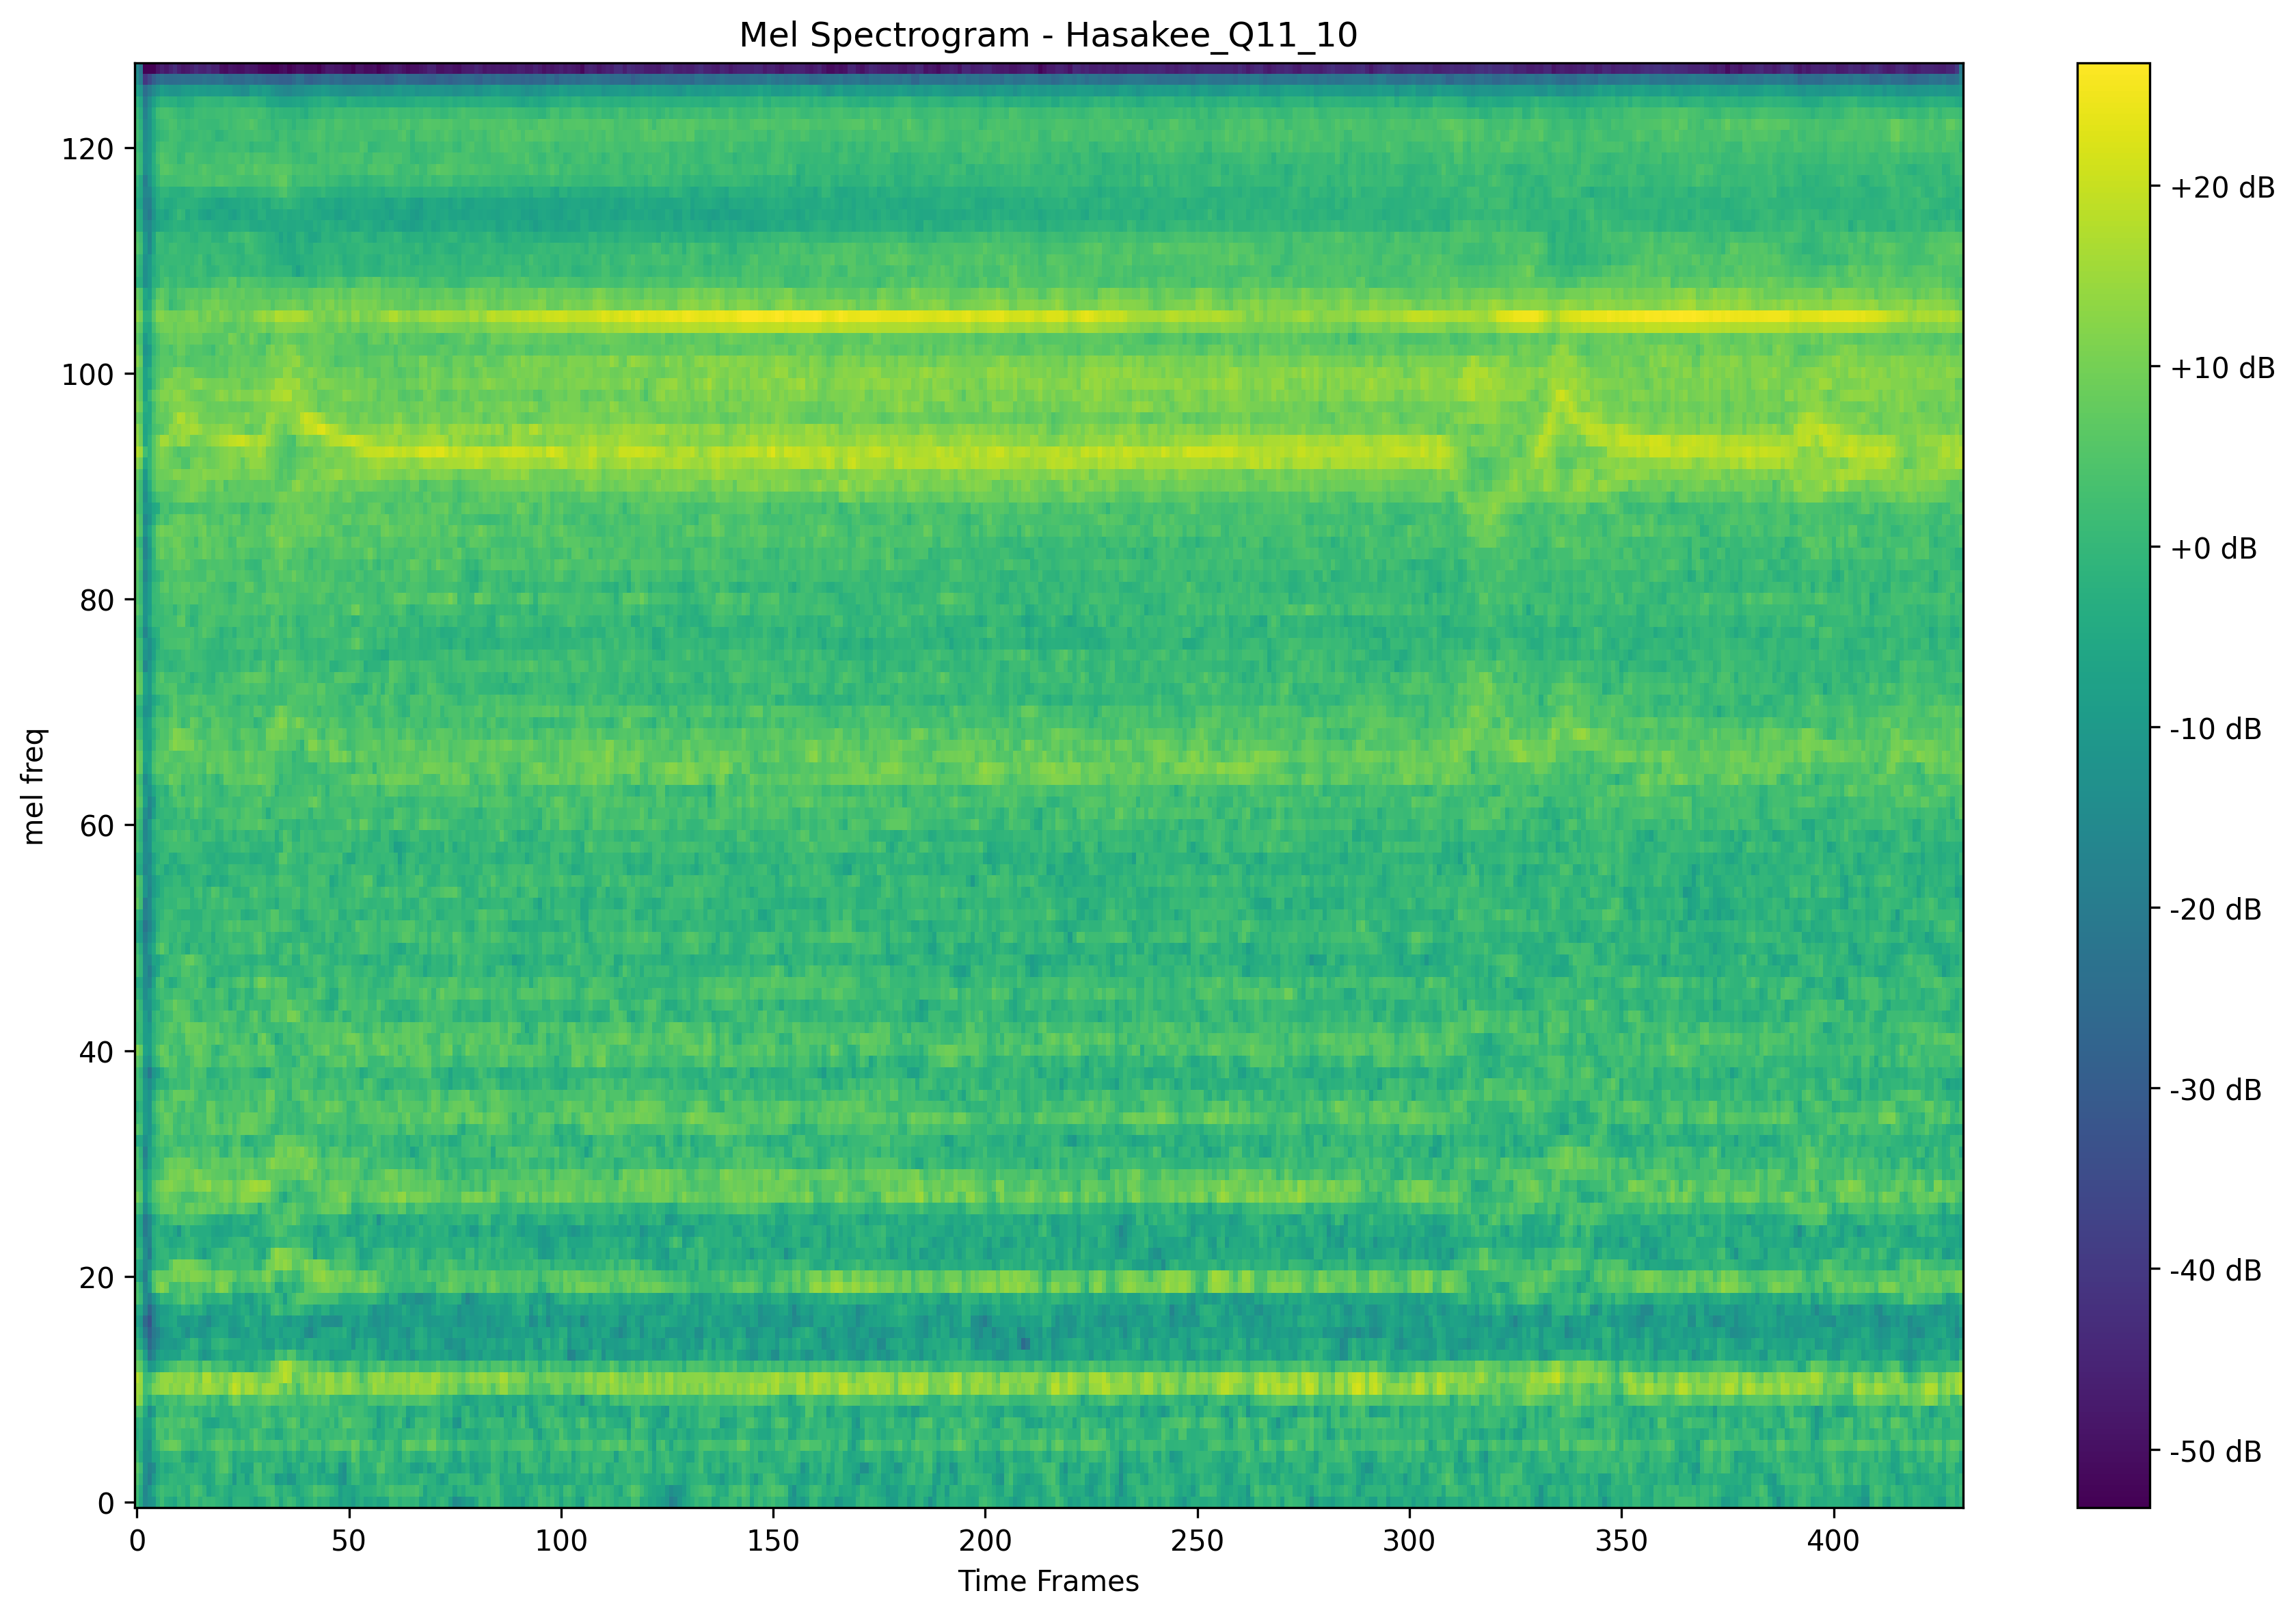 Mel Spectrogram - Hasakee_Q11_10
mel freq
120
100
80
60
40
20
0
0 50 100 150 200 250 300 350 400
Time Frames
+20 dB
+10 dB
+0 dB
-10 dB
-20 dB
-30 dB
-40 dB
-50 dB